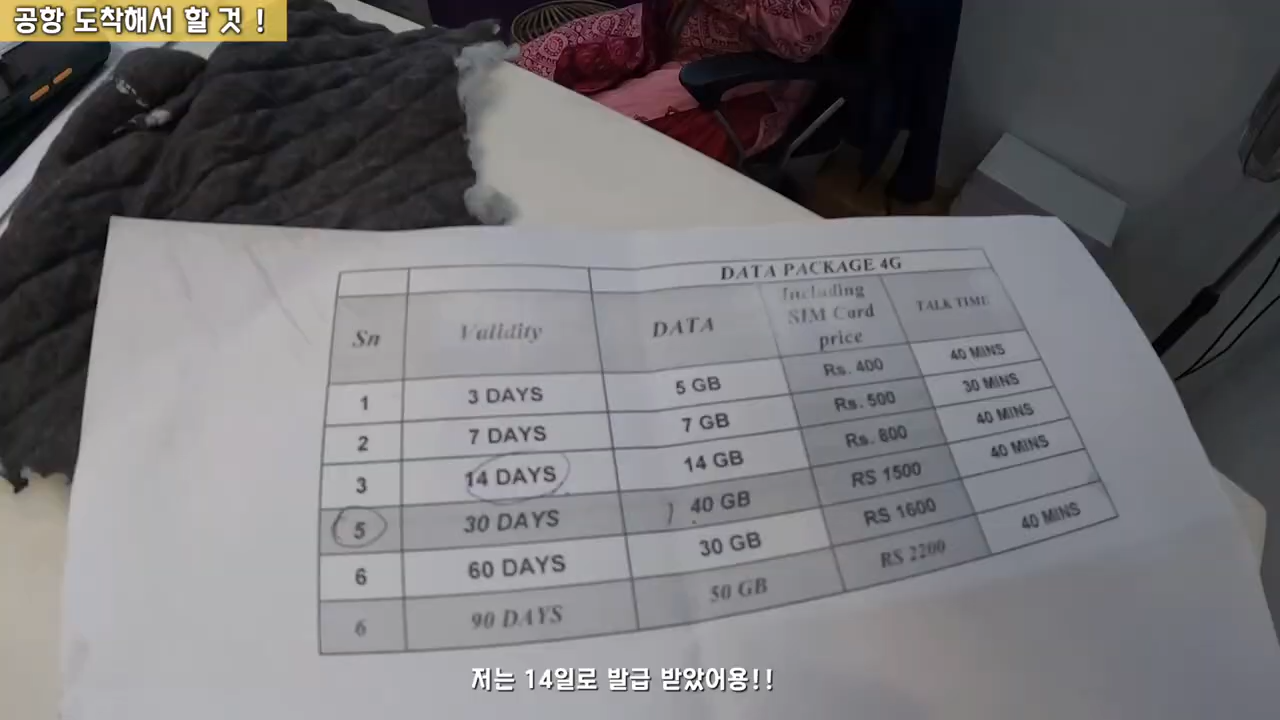 공항 도착해서 할 것 !
DATA PACKAGE 4G
Sn Validity DATA Including SIM Card price TALK TIME
1 3 DAYS 5 GB Rs. 400 40 MINS
2 7 DAYS 7 GB Rs. 500 30 MINS
3 14 DAYS 14 GB Rs. 800 40 MINS
5 30 DAYS 40 GB RS 1500 40 MINS
6 60 DAYS 30 GB RS 1600
6 90 DAYS 50 GB RS 2200 40 MINS
저는 14일로 발급 받았어용!!